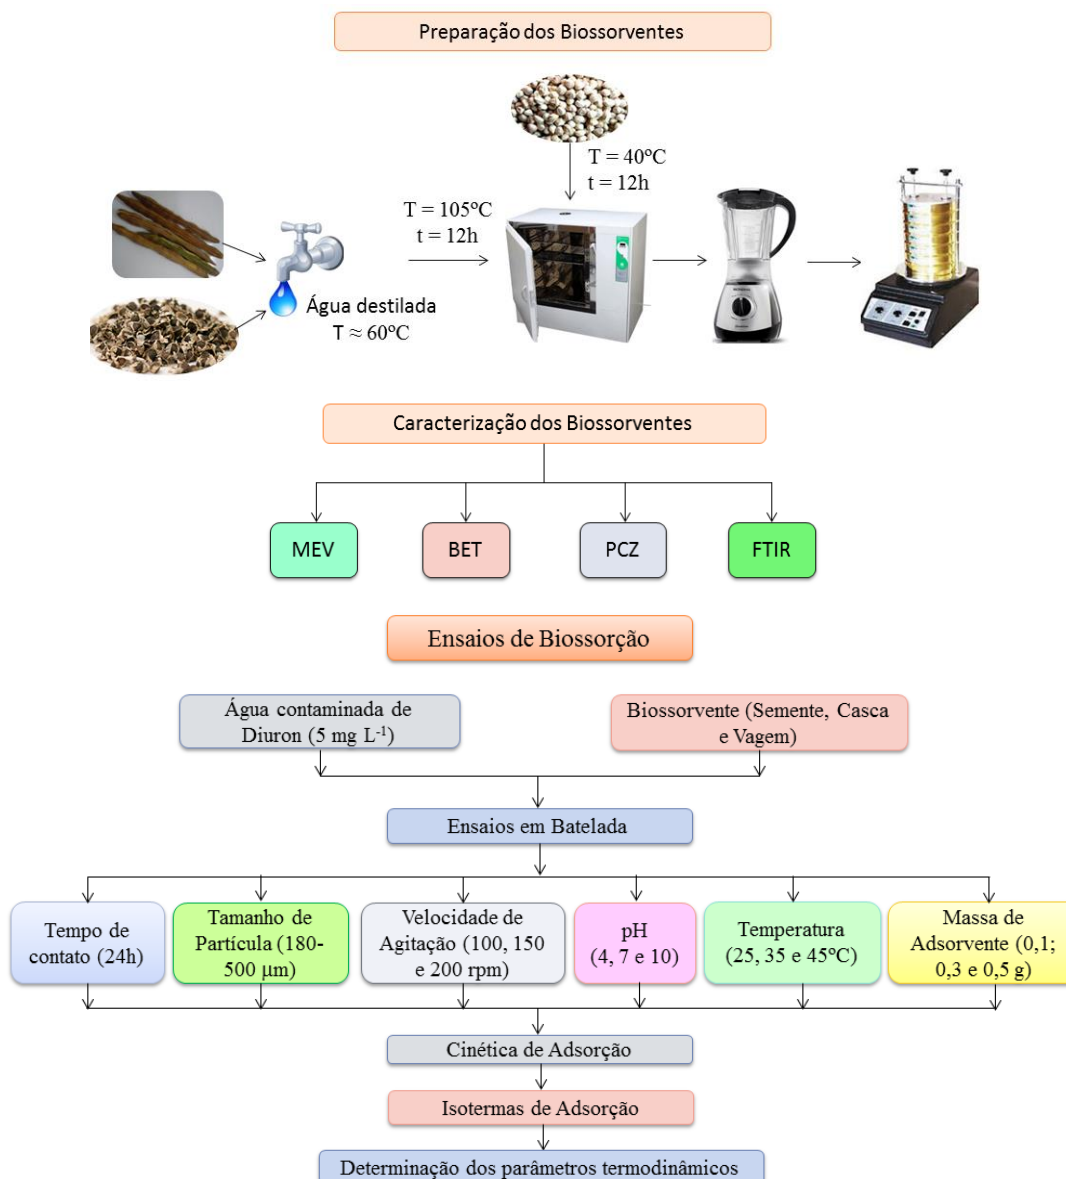 Preparação dos Biossorventes
T = 40ºC
t = 12h
T = 105ºC
t = 12h
Água destilada
T ≈ 60ºC
Caracterização dos Biossorventes
MEV
BET
PCZ
FTIR
Ensaios de Biossorção
Água contaminada de
Diuron (5 mg L⁻¹)
Biossorvente (Semente, Casca
e Vagem)
Ensaios em Batelada
Tempo de
contato (24h)
Tamanho de
Partícula (180-
500 µm)
Velocidade de
Agitação (100, 150
e 200 rpm)
pH
(4, 7 e 10)
Temperatura
(25, 35 e 45ºC)
Massa de
Adsorvente (0,1;
0,3 e 0,5 g)
Cinética de Adsorção
Isotermas de Adsorção
Determinação dos parâmetros termodinâmicos